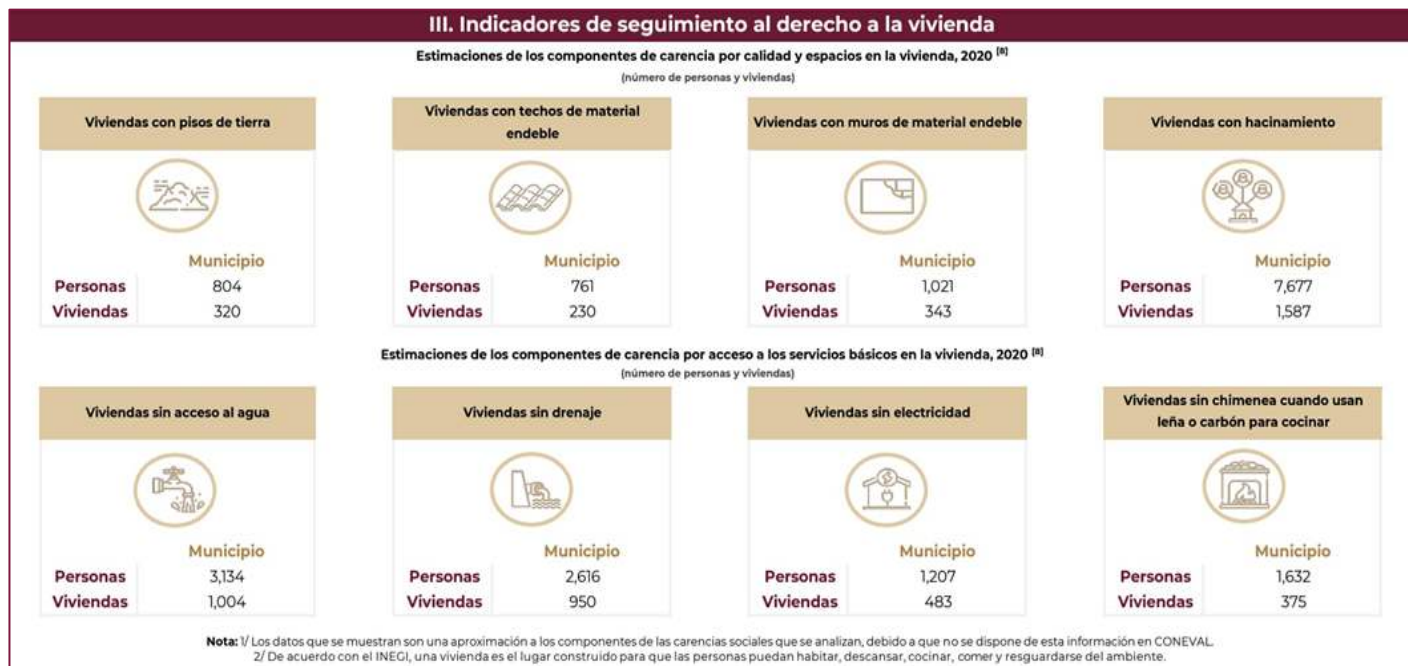 III. Indicadores de seguimiento al derecho a la vivienda
Estimaciones de los componentes de carencia por calidad y espacios en la vivienda, 2020 [8]
(número de personas y viviendas)
Viviendas con pisos de tierra
Municipio
Personas 804
Viviendas 320
Viviendas con techos de material
endeble
Municipio
Personas 761
Viviendas 230
Viviendas con muros de material endeble
Municipio
Personas 1,021
Viviendas 343
Viviendas con hacinamiento
Municipio
Personas 7,677
Viviendas 1,587
Estimaciones de los componentes de carencia por acceso a los servicios básicos en la vivienda, 2020 [8]
(número de personas y viviendas)
Viviendas sin acceso al agua
Municipio
Personas 3,134
Viviendas 1,004
Viviendas sin drenaje
Municipio
Personas 2,616
Viviendas 950
Viviendas sin electricidad
Municipio
Personas 1,207
Viviendas 483
Viviendas sin chimenea cuando usan
leña o carbón para cocinar
Municipio
Personas 1,632
Viviendas 375
Nota: 1/ Los datos que se muestran son una aproximación a los componentes de las carencias sociales que se analizan, debido a que no se dispone de esta información en CONEVAL.
2/ De acuerdo con el INEGI, una vivienda es el lugar construido para que las personas puedan habitar, descansar, cocinar, comer y resguardarse del ambiente.